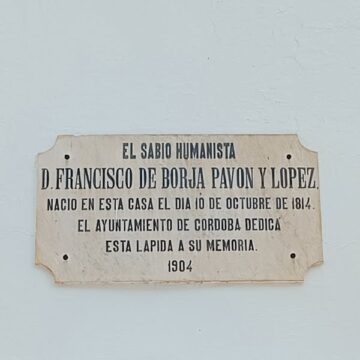 EL SABIO HUMANISTA
D. FRANCISCO DE BORJA PAVON Y LOPEZ.
NACIO EN ESTA CASA EL DIA 10 DE OCTUBRE DE 1814.
EL AYUNTAMIENTO DE CORDOBA DEDICA
ESTA LAPIDA A SU MEMORIA.
1904